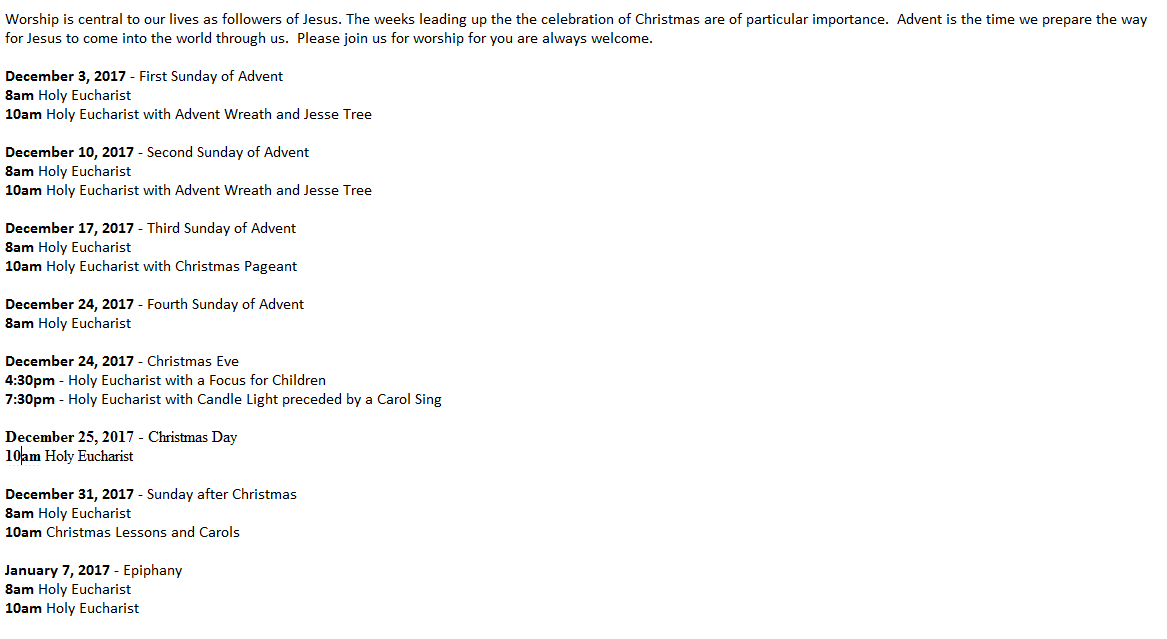 Worship is central to our lives as followers of Jesus. The weeks leading up the the celebration of Christmas are of particular importance.  Advent is the time we prepare the way
for Jesus to come into the world through us.  Please join us for worship for you are always welcome.
December 3, 2017 - First Sunday of Advent
8am Holy Eucharist
10am Holy Eucharist with Advent Wreath and Jesse Tree
December 10, 2017 - Second Sunday of Advent
8am Holy Eucharist
10am Holy Eucharist with Advent Wreath and Jesse Tree
December 17, 2017 - Third Sunday of Advent
8am Holy Eucharist
10am Holy Eucharist with Christmas Pageant
December 24, 2017 - Fourth Sunday of Advent
8am Holy Eucharist
December 24, 2017 - Christmas Eve
4:30pm - Holy Eucharist with a Focus for Children
7:30pm - Holy Eucharist with Candle Light preceded by a Carol Sing
December 25, 2017 - Christmas Day
10am Holy Eucharist
December 31, 2017 - Sunday after Christmas
8am Holy Eucharist
10am Christmas Lessons and Carols
January 7, 2017 - Epiphany
8am Holy Eucharist
10am Holy Eucharist